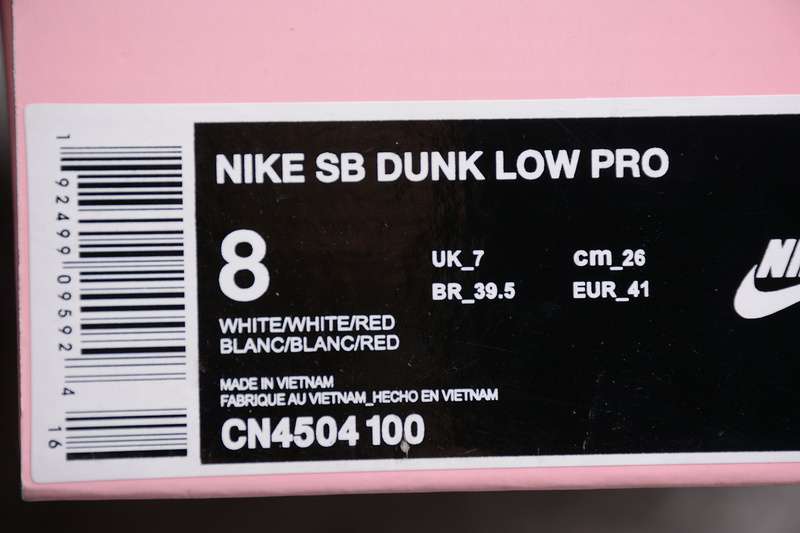 NIKE SB DUNK LOW PRO
8
UK_7
cm_26
BR_39.5
EUR_41
WHITE/WHITE/RED
BLANC/BLANC/RED
MADE IN VIETNAM
FABRIQUE AU VIETNAM_HECHO EN VIETNAM
CN4504 100
1 92499 09592 4 16